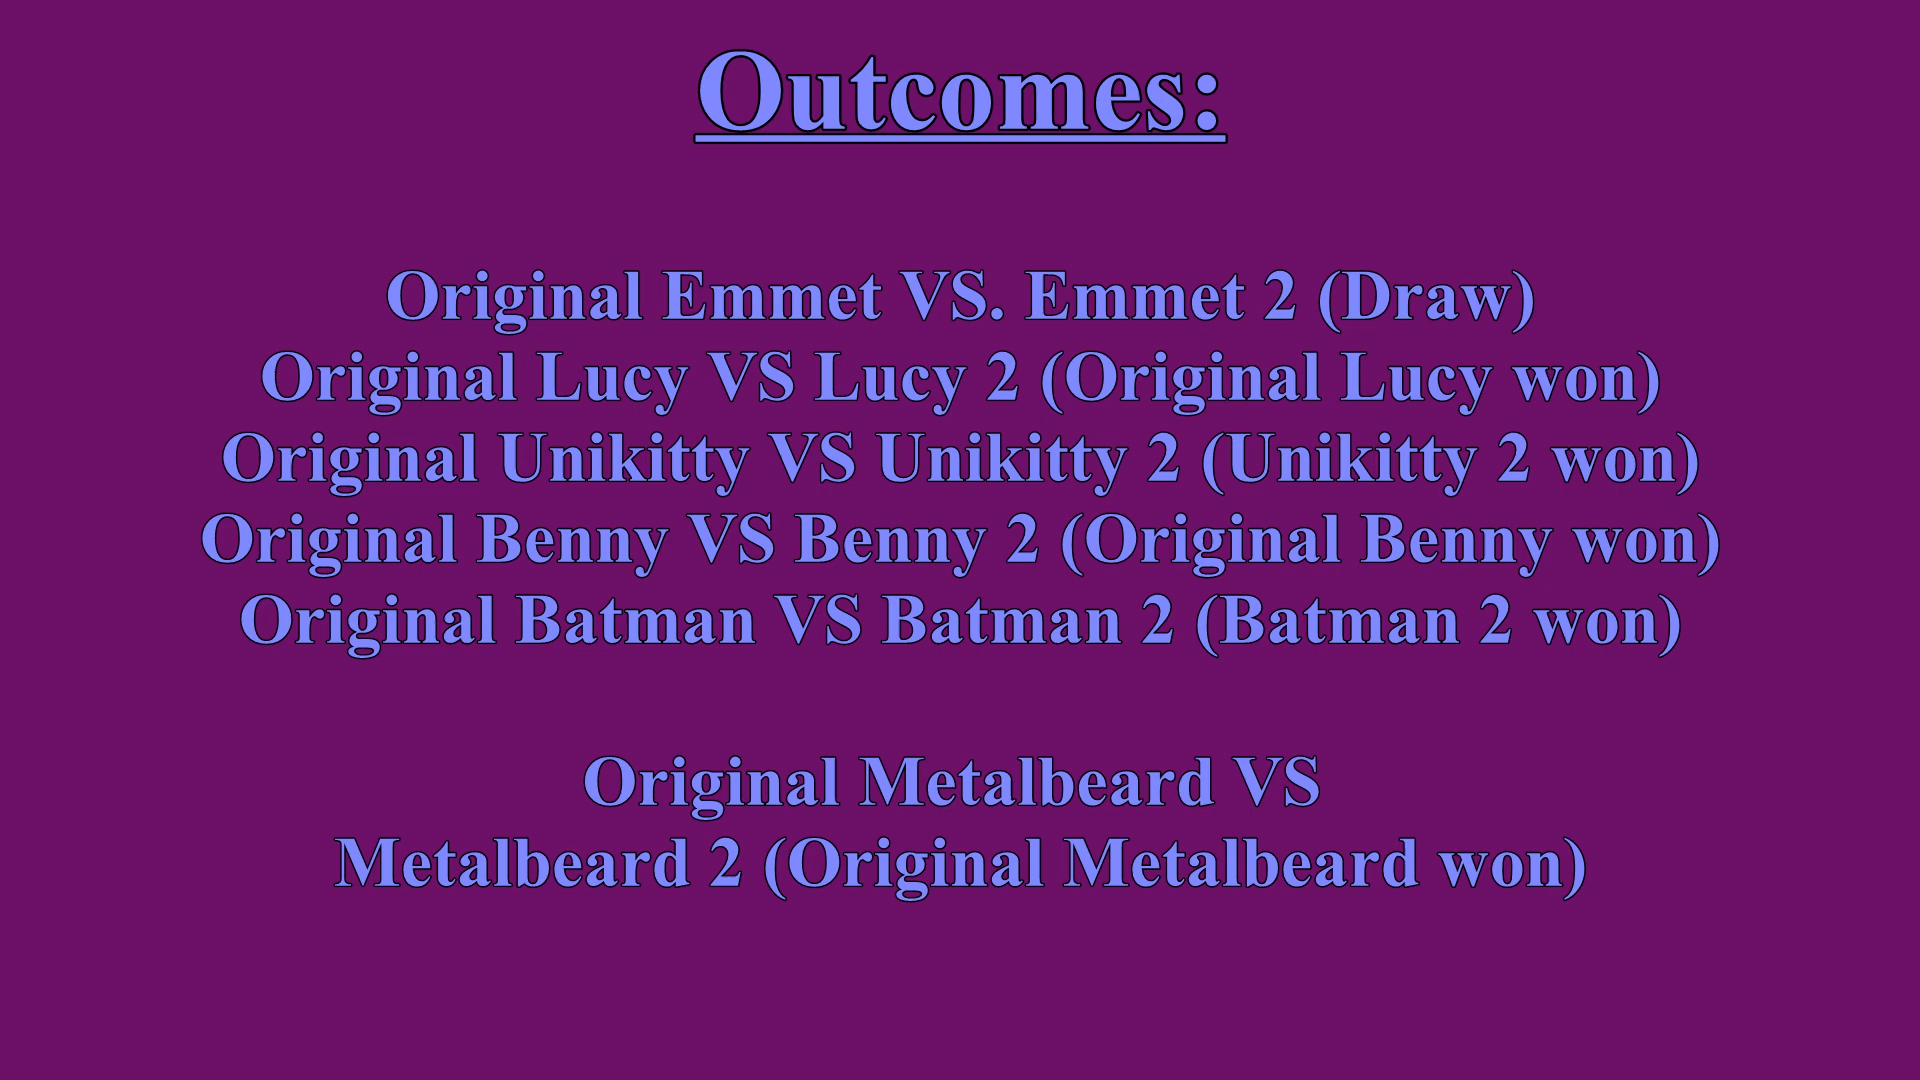 Outcomes:
Original Emmet VS. Emmet 2 (Draw)
Original Lucy VS Lucy 2 (Original Lucy won)
Original Unikitty VS Unikitty 2 (Unikitty 2 won)
Original Benny VS Benny 2 (Original Benny won)
Original Batman VS Batman 2 (Batman 2 won)
Original Metalbeard VS
Metalbeard 2 (Original Metalbeard won)